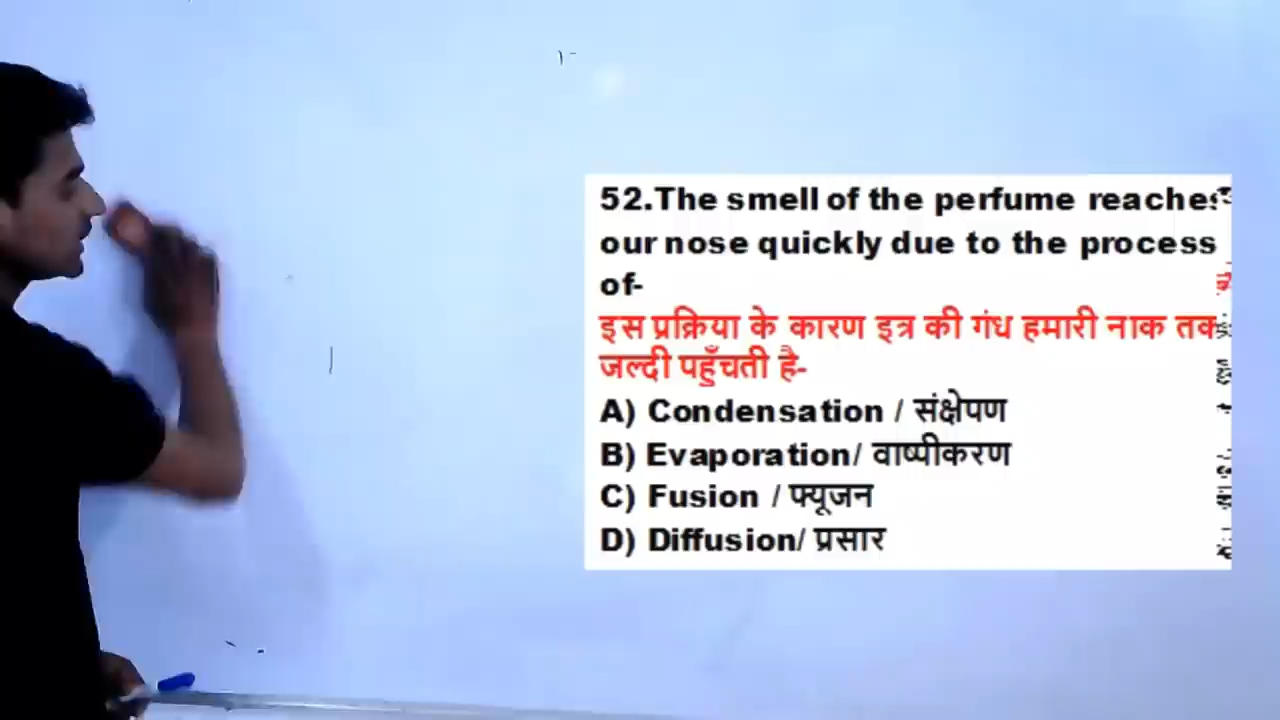 52.The smell of the perfume reaches
our nose quickly due to the process
of-
इस प्रक्रिया के कारण इत्र की गंध हमारी नाक तक
जल्दी पहुँचती है-
A) Condensation / संक्षेपण
B) Evaporation/ वाष्पीकरण
C) Fusion / फ्यूजन
D) Diffusion/ प्रसार